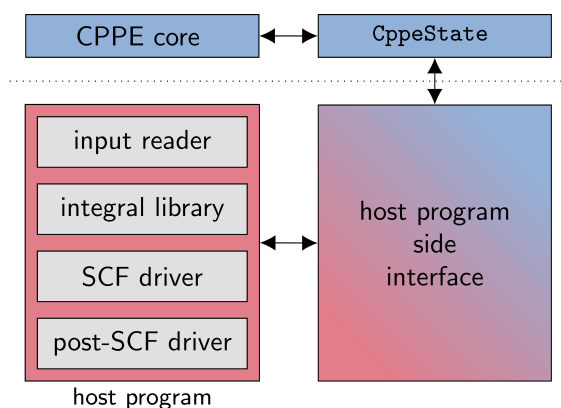 CPPE core
CppeState
input reader
integral library
SCF driver
post-SCF driver
host program
host program
side
interface